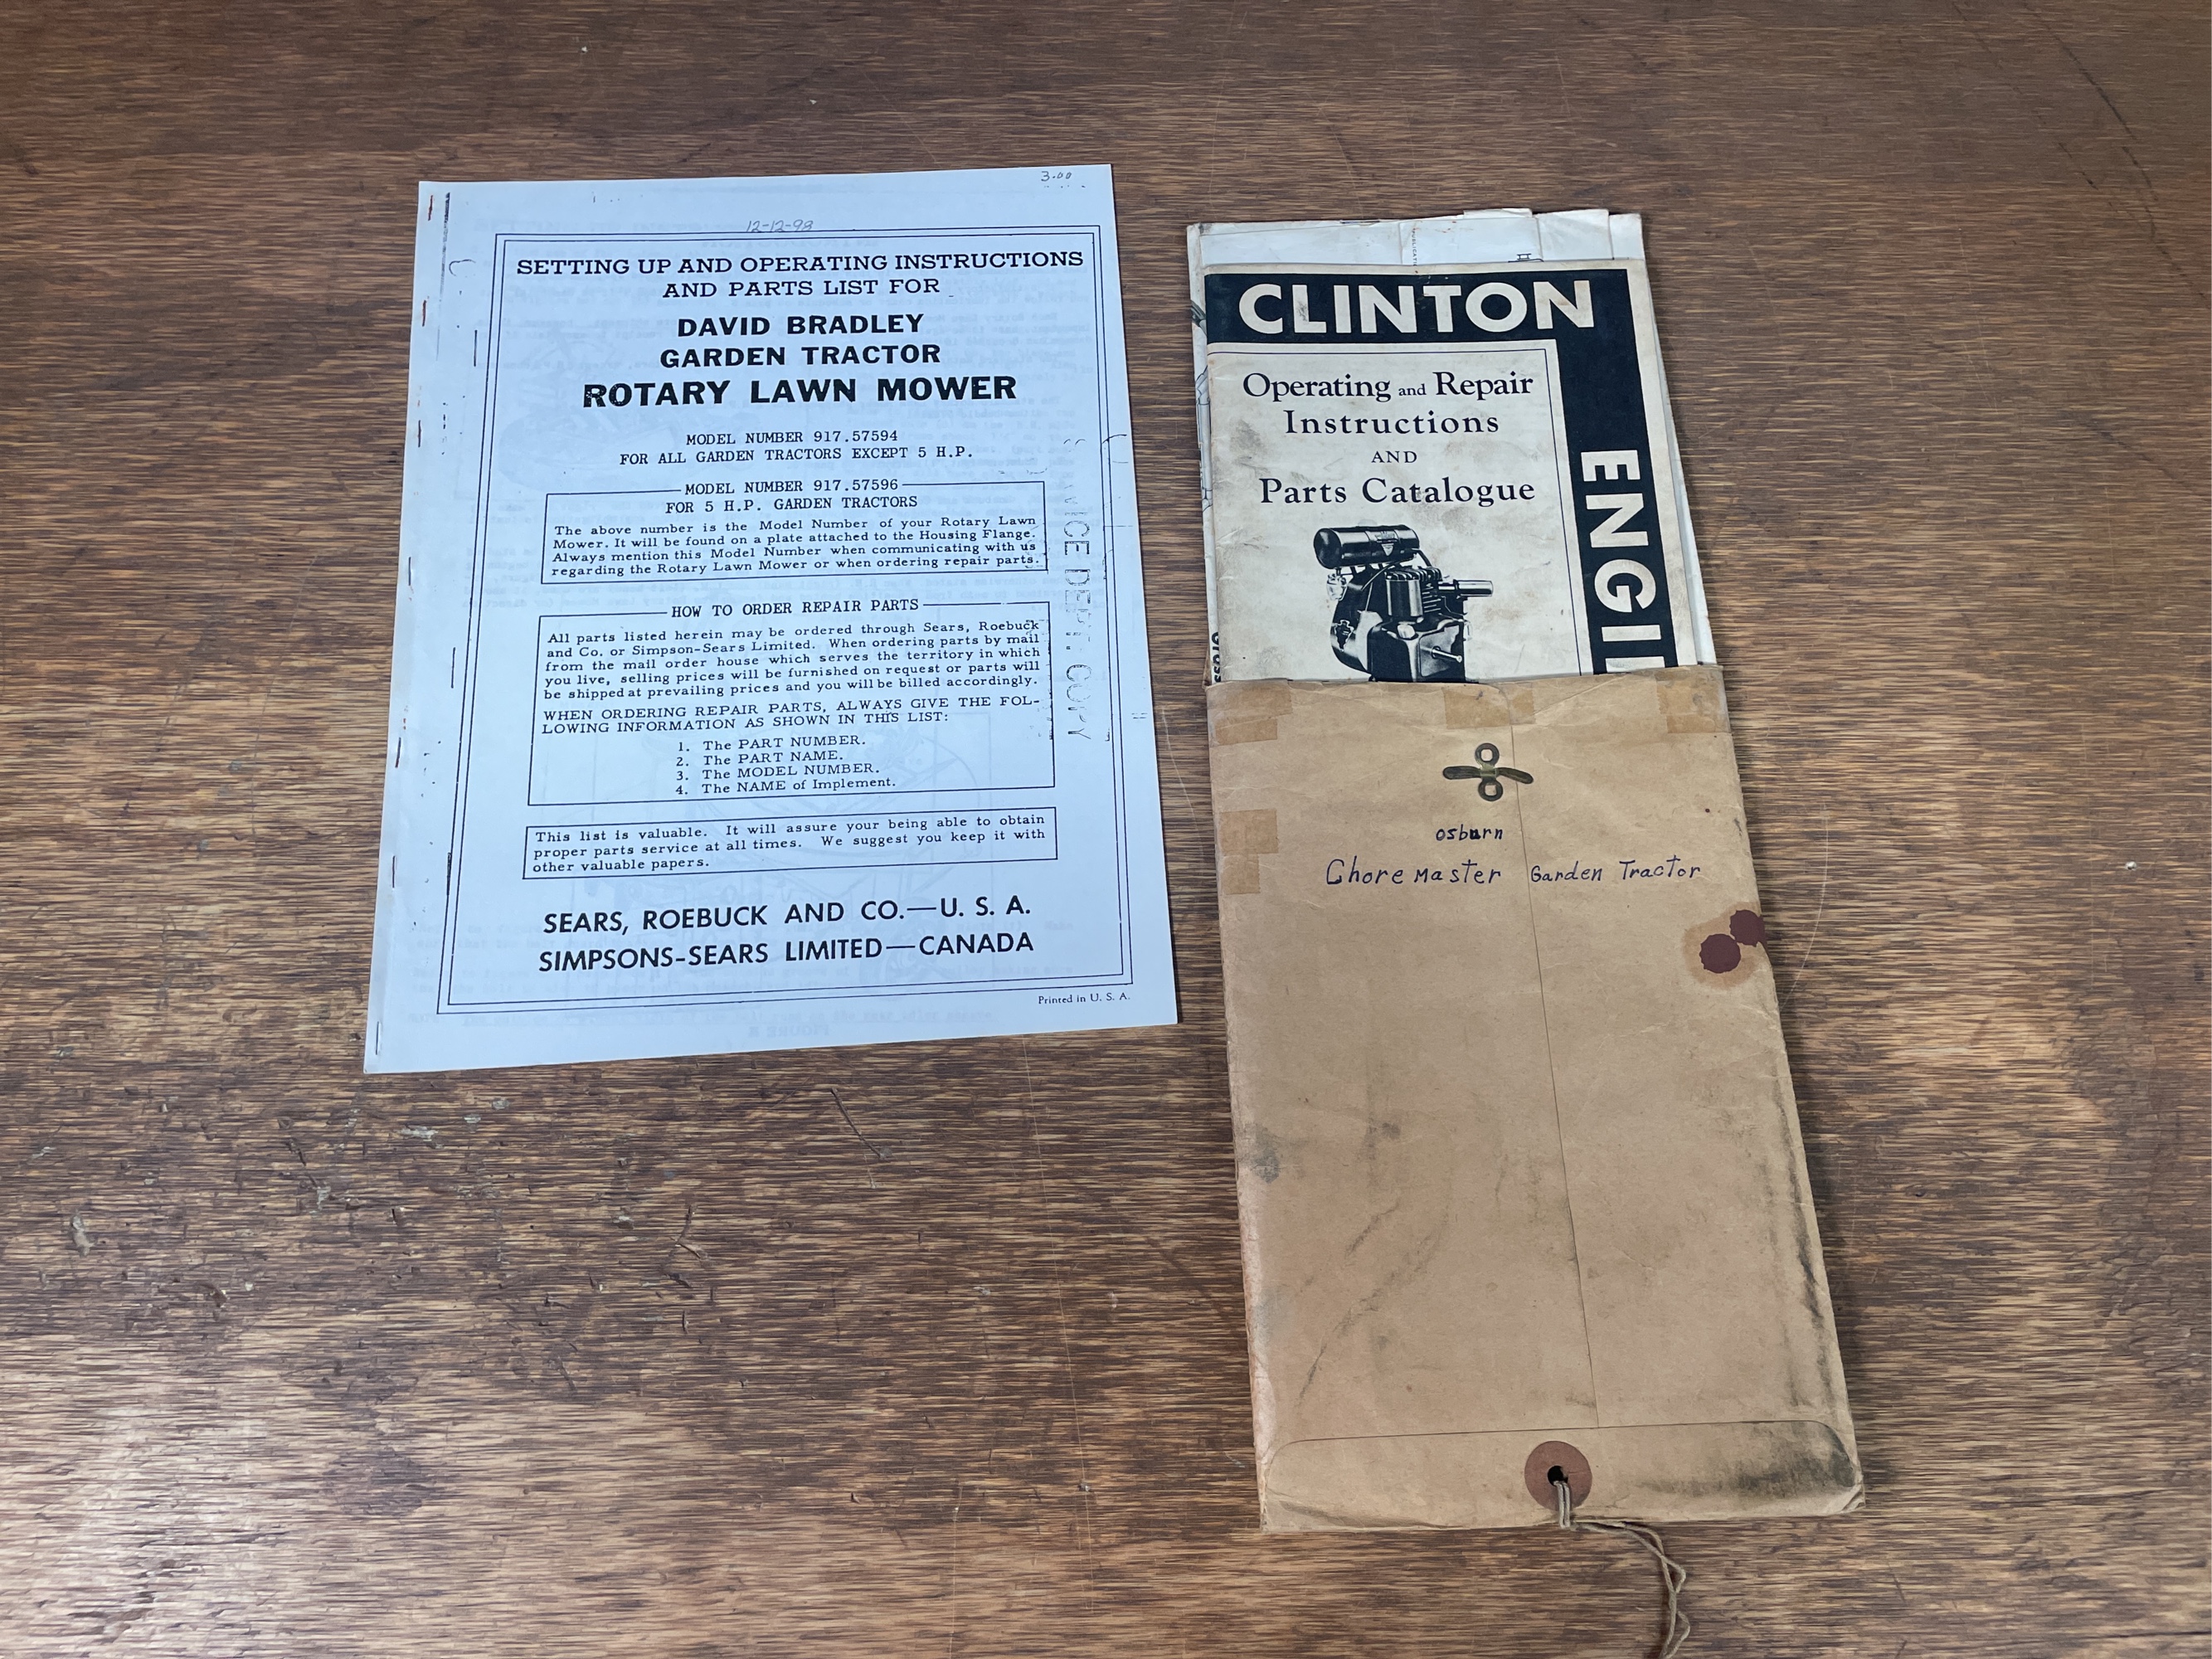 3.00
12-12-98
SETTING UP AND OPERATING INSTRUCTIONS
AND PARTS LIST FOR
DAVID BRADLEY
GARDEN TRACTOR
ROTARY LAWN MOWER
MODEL NUMBER 917.57594
FOR ALL GARDEN TRACTORS EXCEPT 5 H.P.
MODEL NUMBER 917.57596
FOR 5 H.P. GARDEN TRACTORS
The above number is the Model Number of your Rotary Lawn
Mower. It will be found on a plate attached to the Housing Flange.
Always mention this Model Number when communicating with us
regarding the Rotary Lawn Mower or when ordering repair parts.
HOW TO ORDER REPAIR PARTS
All parts listed herein may be ordered through Sears, Roebuck
and Co. or Simpson-Sears Limited. When ordering parts by mail
from the mail order house which serves the territory in which
you live, selling prices will be furnished on request or parts will
be shipped at prevailing prices and you will be billed accordingly.
WHEN ORDERING REPAIR PARTS, ALWAYS GIVE THE FOL-
LOWING INFORMATION AS SHOWN IN THIS LIST:
1. The PART NUMBER.
2. The PART NAME.
3. The MODEL NUMBER.
4. The NAME of Implement.
This list is valuable. It will assure your being able to obtain
proper parts service at all times. We suggest you keep it with
other valuable papers.
SEARS, ROEBUCK AND CO.—U. S. A.
SIMPSONS-SEARS LIMITED—CANADA
Printed in U. S. A.
DEPT. COPY
CLINTON
ENGI
Operating and Repair
Instructions
AND
Parts Catalogue
osburn
Chore Master Garden Tractor